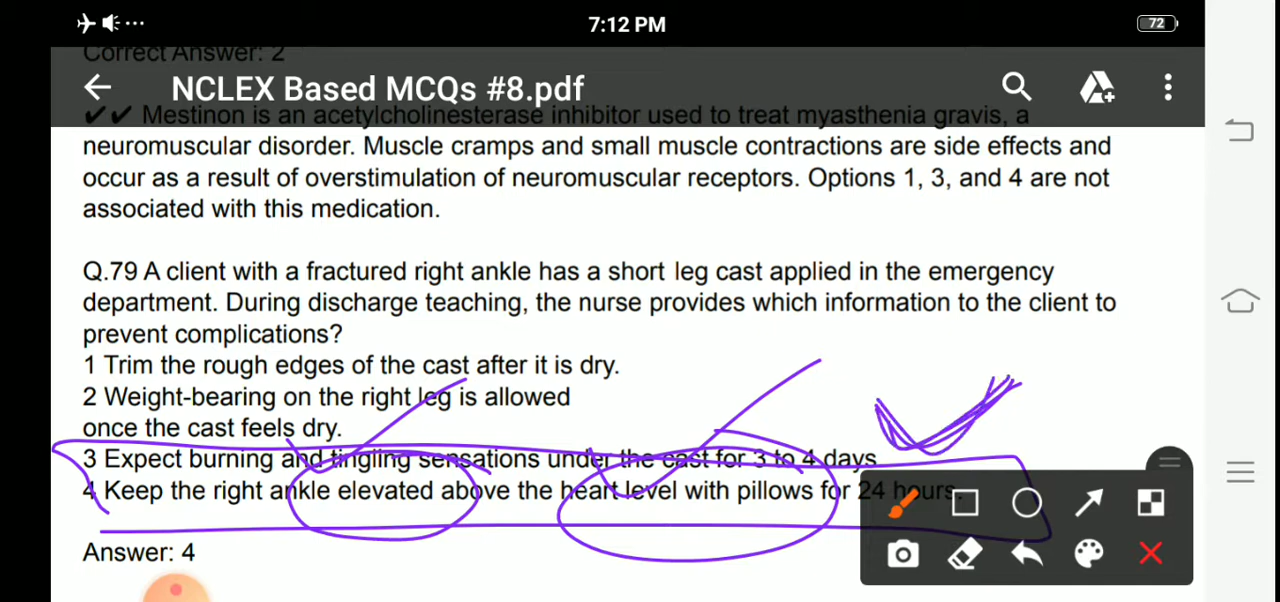 7:12 PM
72
Correct Answer: 2
NCLEX Based MCQs #8.pdf
✔✔ Mestinon is an acetylcholinesterase inhibitor used to treat myasthenia gravis, a
neuromuscular disorder. Muscle cramps and small muscle contractions are side effects and
occur as a result of overstimulation of neuromuscular receptors. Options 1, 3, and 4 are not
associated with this medication.
Q.79 A client with a fractured right ankle has a short leg cast applied in the emergency
department. During discharge teaching, the nurse provides which information to the client to
prevent complications?
1 Trim the rough edges of the cast after it is dry.
2 Weight-bearing on the right leg is allowed
once the cast feels dry.
3 Expect burning and tingling sensations under the cast for 3 to 4 days.
4 Keep the right ankle elevated above the heart level with pillows for 24 hours.
Answer: 4